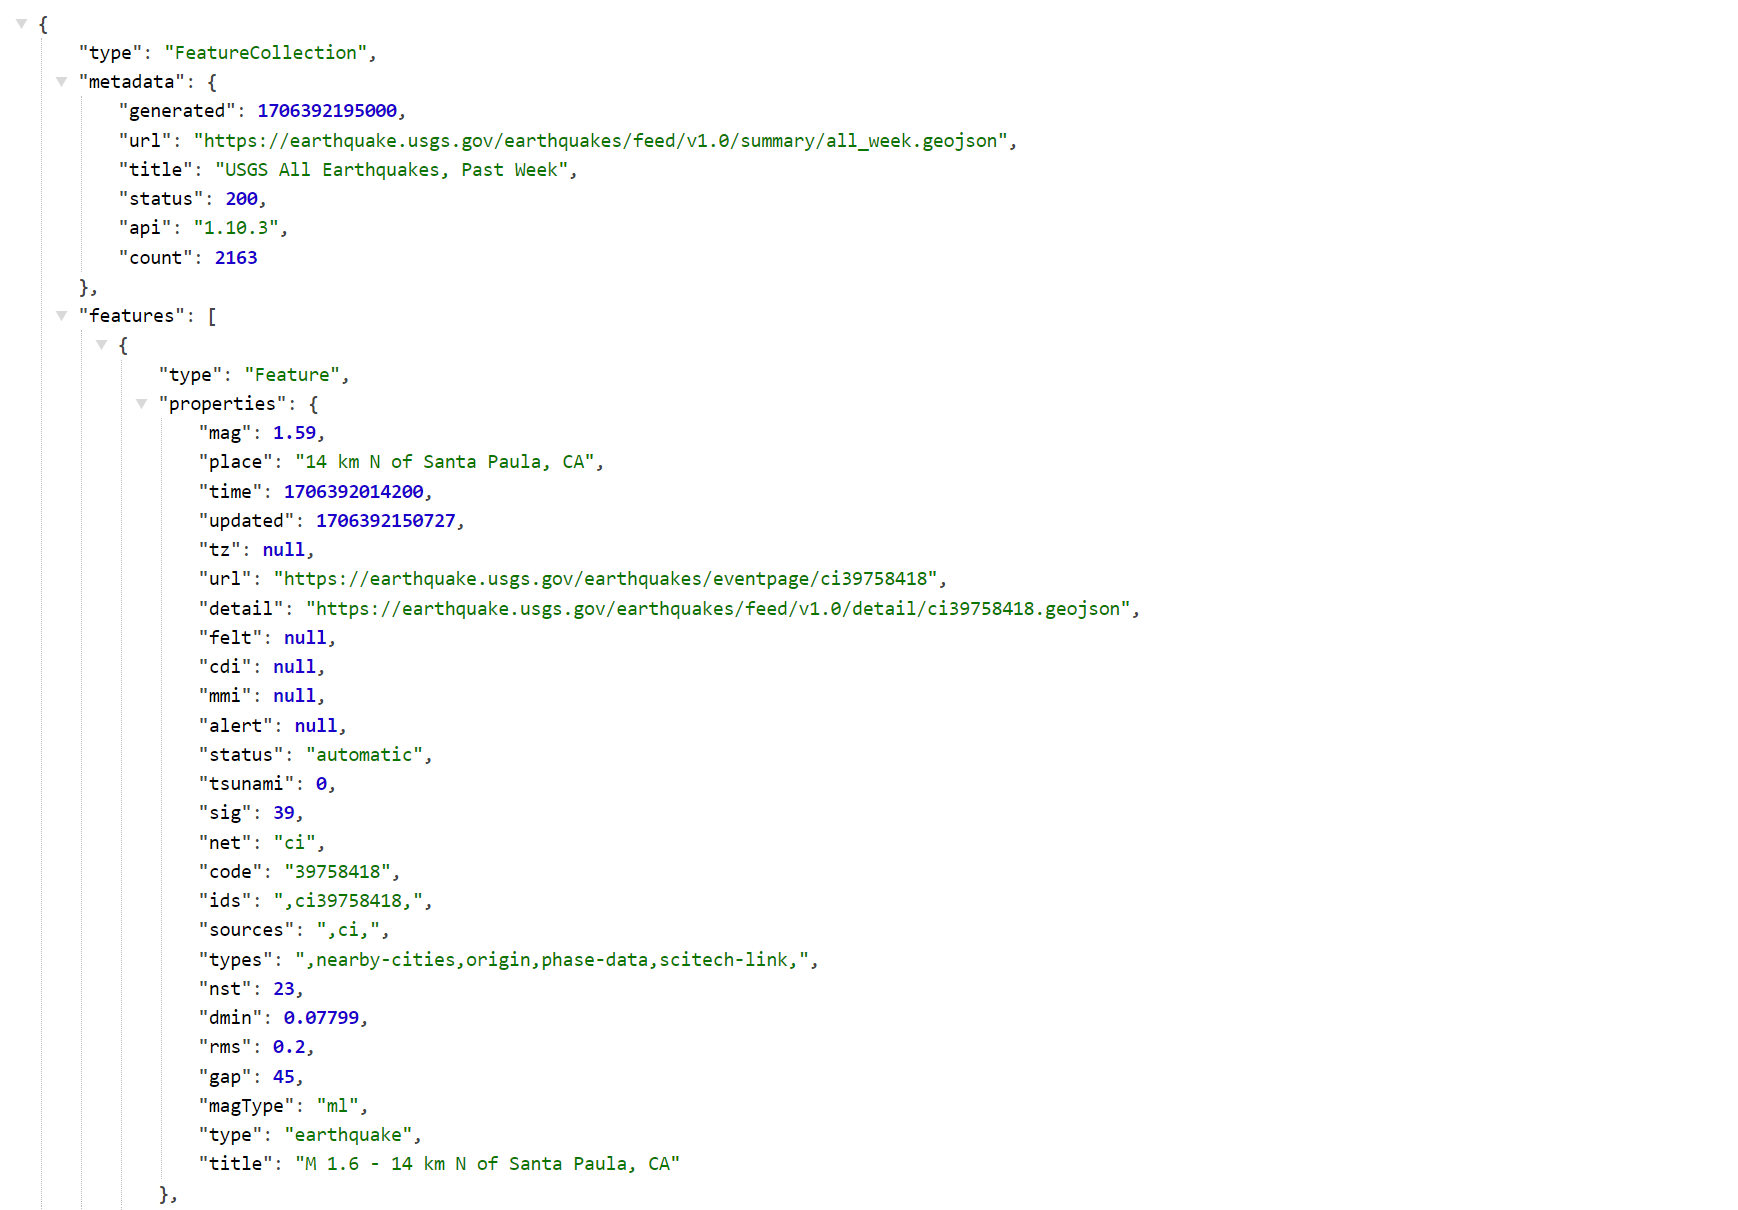 {
"type": "FeatureCollection",
"metadata": {
"generated": 1706392195000,
"url": "https://earthquake.usgs.gov/earthquakes/feed/v1.0/summary/all_week.geojson",
"title": "USGS All Earthquakes, Past Week",
"status": 200,
"api": "1.10.3",
"count": 2163
},
"features": [
{
"type": "Feature",
"properties": {
"mag": 1.59,
"place": "14 km N of Santa Paula, CA",
"time": 1706392014200,
"updated": 1706392150727,
"tz": null,
"url": "https://earthquake.usgs.gov/earthquakes/eventpage/ci39758418",
"detail": "https://earthquake.usgs.gov/earthquakes/feed/v1.0/detail/ci39758418.geojson",
"felt": null,
"cdi": null,
"mmi": null,
"alert": null,
"status": "automatic",
"tsunami": 0,
"sig": 39,
"net": "ci",
"code": "39758418",
"ids": ",ci39758418,",
"sources": ",ci,",
"types": ",nearby-cities,origin,phase-data,scitech-link,",
"nst": 23,
"dmin": 0.07799,
"rms": 0.2,
"gap": 45,
"magType": "ml",
"type": "earthquake",
"title": "M 1.6 - 14 km N of Santa Paula, CA"
},